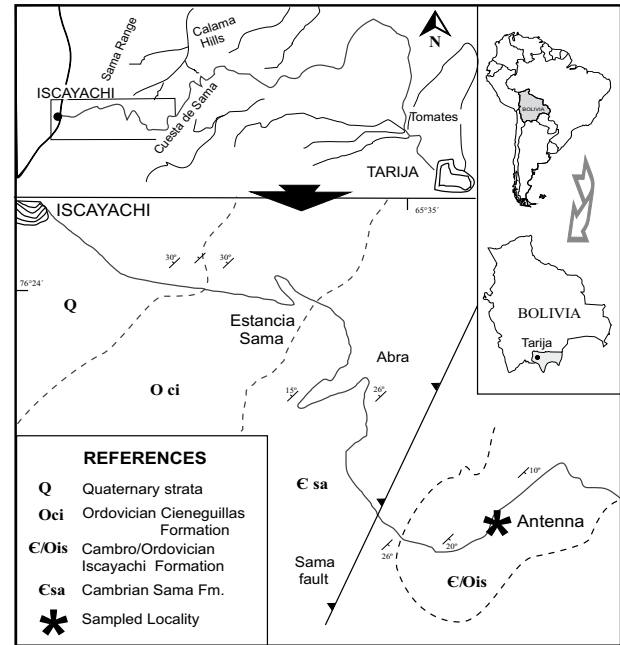 Sama Range
Calama
Hills
N
ISCAYACHI
Cuesta de Sama
Tomates
TARIJA
BOLIVIA
ISCAYACHI
65°35'
76°24'
30°
30°
Q
Estancia
Sama
BOLIVIA
Tarija
Abra
O ci
15°
26°
Є sa
10°
Antenna
20°
26°
Sama
fault
Є/Ois
REFERENCES
Q Quaternary strata
Oci Ordovician Cieneguillas
Formation
Є/Ois Cambro/Ordovician
Iscayachi Formation
Єsa Cambrian Sama Fm.
Sampled Locality